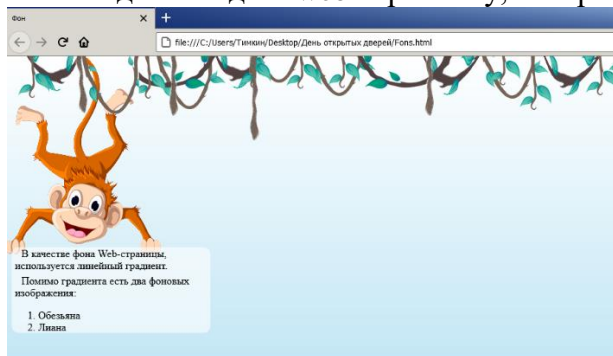 Фон
file:///C:/Users/Тимкин/Desktop/День открытых дверей/Fons.html
В качестве фона Web-страницы,
используется линейный градиент.
Помимо градиента есть два фоновых
изображения:
1. Обезьяна
2. Лиана